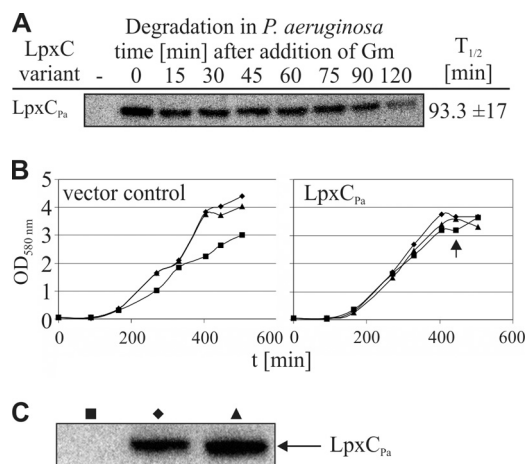 A
Degradation in P. aeruginosa
LpxC time [min] after addition of Gm T1/2
variant - 0 15 30 45 60 75 90 120 [min]
LpxCPa 93.3 ±17
B
5 vector control LpxCPa
4
3
2
1
0
OD580 nm
0 200 400 600 0 200 400 600
t [min]
C
LpxCPa